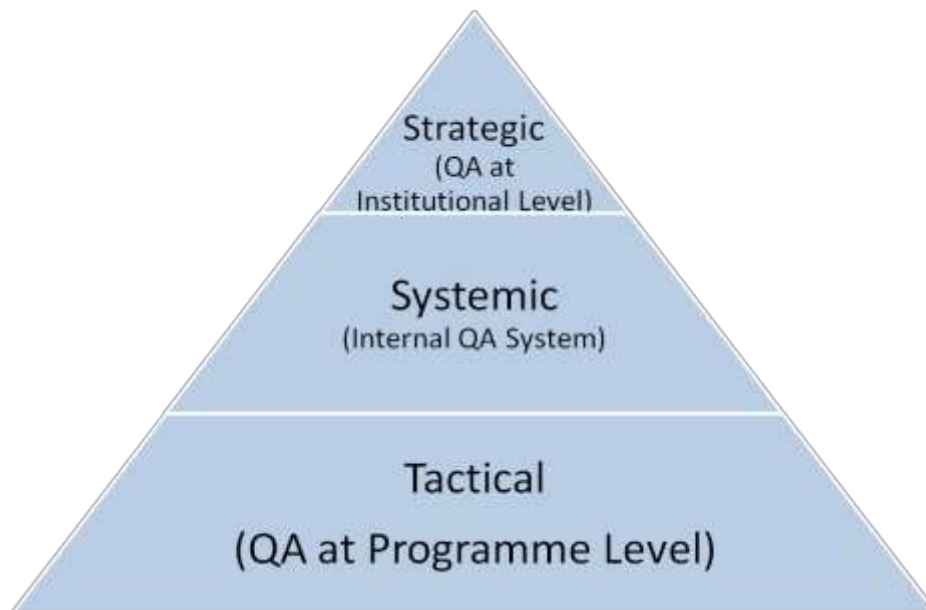 Strategic
(QA at
Institutional Level)
Systemic
(Internal QA System)
Tactical
(QA at Programme Level)